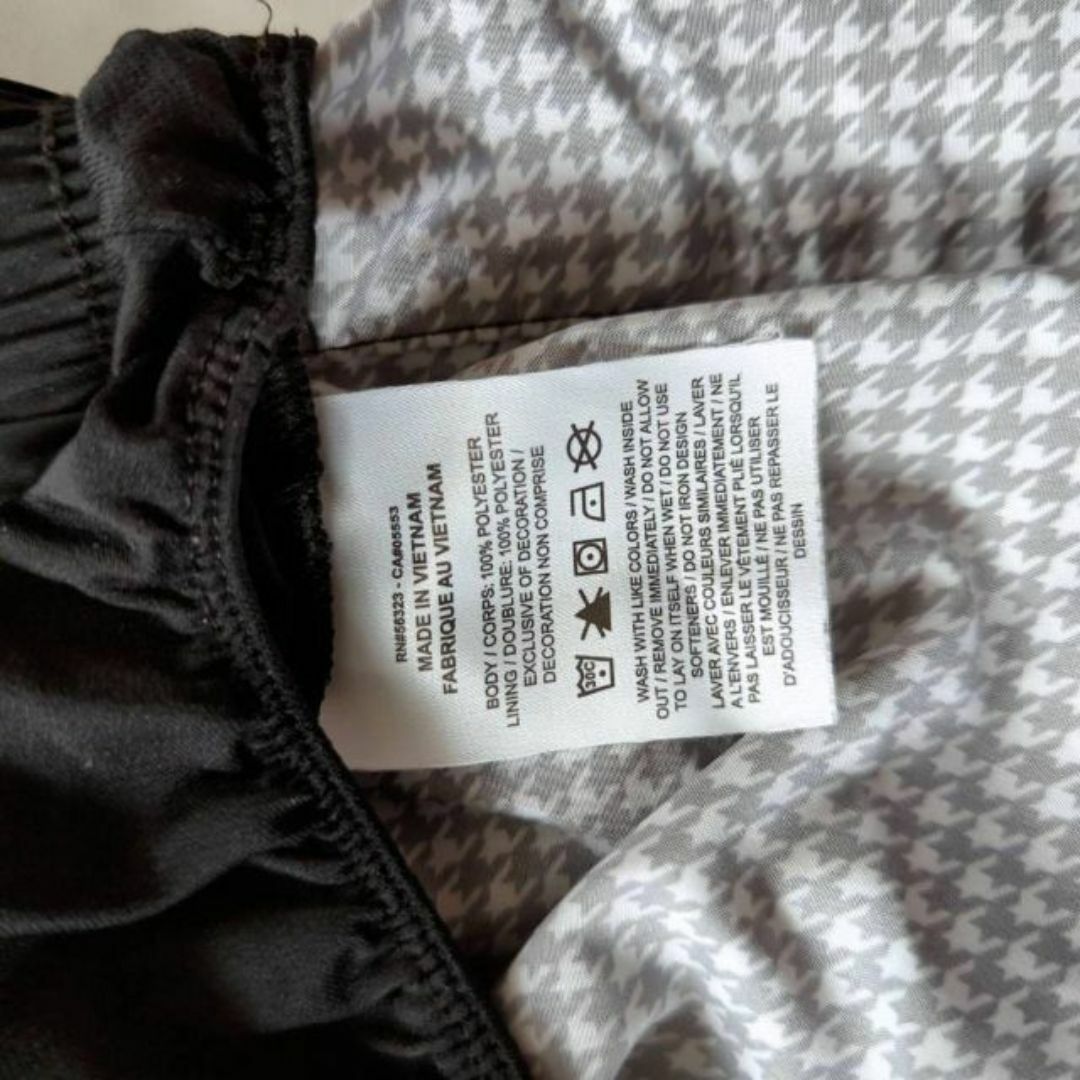 RN#56323 - CA#05553
MADE IN VIETNAM
FABRIQUE AU VIETNAM
BODY / CORPS: 100% POLYESTER
LINING / DOUBLURE: 100% POLYESTER
EXCLUSIVE OF DECORATION /
DECORATION NON COMPRISE
30C
WASH WITH LIKE COLORS / WASH INSIDE
OUT / REMOVE IMMEDIATELY / DO NOT ALLOW
TO LAY ON ITSELF WHEN WET / DO NOT USE
SOFTENERS / DO NOT IRON DESIGN
LAVER AVEC COULEURS SIMILAIRES / LAVER
A L'ENVERS / ENLEVER IMMEDIATEMENT / NE
PAS LAISSER LE VÊTEMENT PLIÉ LORSQU'IL
EST MOUILLÉ / NE PAS UTILISER
D'ADOUCISSEUR / NE PAS REPASSER LE
DESSIN